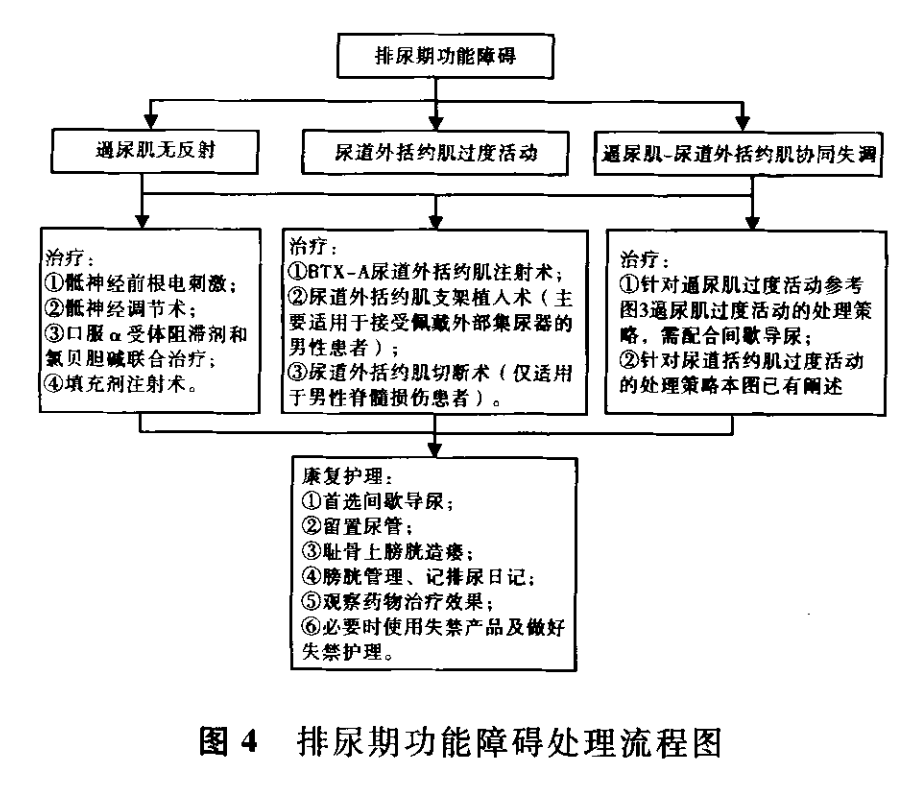 排尿期功能障碍
逼尿肌无反射
尿道外括约肌过度活动
逼尿肌-尿道外括约肌协同失调
治疗：
①骶神经前根电刺激；
②骶神经调节术；
③口服α受体阻滞剂和
氯贝胆碱联合治疗；
④填充剂注射术。
治疗：
①BTX-A尿道外括约肌注射术；
②尿道外括约肌支架植入术（主
要适用于接受佩戴外部集尿器的
男性患者）；
③尿道外括约肌切断术（仅适用
于男性脊髓损伤患者）。
治疗：
①针对逼尿肌过度活动参考
图3逼尿肌过度活动的处理策
略，需配合间歇导尿；
②针对尿道括约肌过度活动
的处理策略本图已有阐述
康复护理：
①首选间歇导尿；
②留置尿管；
③耻骨上膀胱造瘘；
④膀胱管理、记排尿日记；
⑤观察药物治疗效果；
⑥必要时使用失禁产品及做好
失禁护理。
图 4 排尿期功能障碍处理流程图